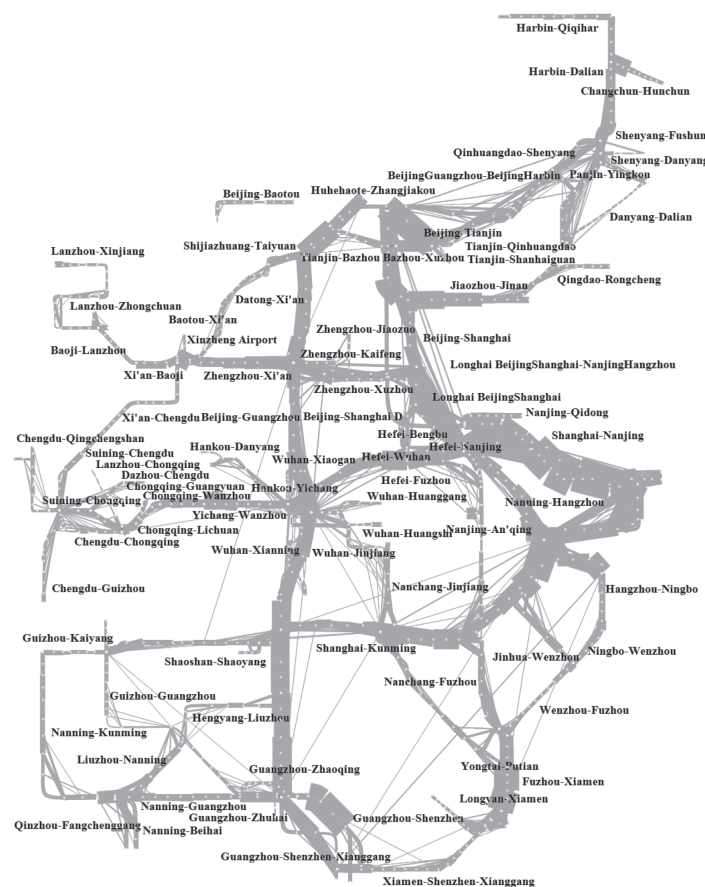 Harbin-Qiqihar
Harbin-Dalian
Changchun-Hunchun
Shenyang-Fushun
Qinhuangdao-Shenyang
Shenyang-Danyang
BeijingGuangzhou-BeijingHarbin
Panjin-Yingkou
Huhehaote-Zhangjiakou
Beijing-Baotou
Danyang-Dalian
Beijing-Tianjin
Shijiazhuang-Taiyuan
Tianjin-Qinhuangdao
Tianjin-Bazhou Bazhou-Xuzhou
Tianjin-Shanhaiguan
Lanzhou-Xinjiang
Qingdao-Rongcheng
Jiaozhou-Jinan
Datong-Xi'an
Lanzhou-Zhongchuan
Baotou-Xi'an
Zhengzhou-Jiaozuo
Xinzheng Airport
Beijing-Shanghai
Baoji-Lanzhou
Zhengzhou-Kaifeng
Longhai BeijingShanghai-NanjingHangzhou
Xi'an-Baoji
Zhengzhou-Xi'an
Zhengzhou-Xuzhou
Longhai BeijingShanghai
Xi'an-Chengdu
Beijing-Guangzhou
Beijing-Shanghai D
Nanjing-Qidong
Hefei-Bengbu
Shanghai-Nanjing
Chengdu-Qingchengshan
Hankou-Danyang
Hefei-Nanjing
Suining-Chengdu
Wuhan-Xiaogan
Hefei-Wuhan
Lanzhou-Chongqing
Dazhou-Chengdu
Hefei-Fuzhou
Chongqing-Guangyuan
Hankou-Yichang
Suining-Chongqing
Chongqing-Wanzhou
Wuhan-Huanggang
Nanjing-Hangzhou
Yichang-Wanzhou
Chongqing-Lichuan
Wuhan-Huangshi
Nanjing-An'qing
Chengdu-Chongqing
Wuhan-Xianning
Wuhan-Jiujiang
Chengdu-Guizhou
Nanchang-Jiujiang
Hangzhou-Ningbo
Guizhou-Kaiyang
Shanghai-Kunming
Ningbo-Wenzhou
Shaoshan-Shaoyang
Jinhua-Wenzhou
Nanchang-Fuzhou
Guizhou-Guangzhou
Wenzhou-Fuzhou
Hengyang-Liuzhou
Nanning-Kunming
Liuzhou-Nanning
Yongtai-Putian
Guangzhou-Zhaoqing
Fuzhou-Xiamen
Longyan-Xiamen
Nanning-Guangzhou
Guangzhou-Zhuhai
Guangzhou-Shenzhen
Qinzhou-Fangchenggang
Nanning-Beihai
Guangzhou-Shenzhen-Xianggang
Xiamen-Shenzhen-Xianggang